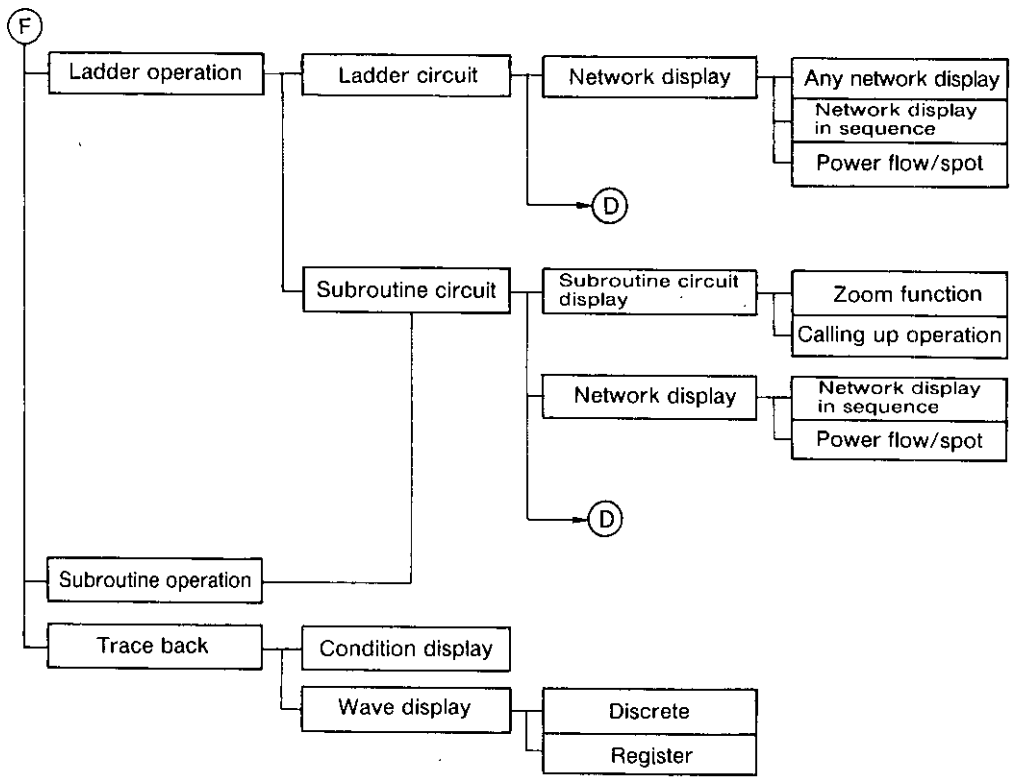 F
Ladder operation
Ladder circuit
Network display
Any network display
Network display
in sequence
Power flow/spot
D
Subroutine circuit
Subroutine circuit
display
Zoom function
Calling up operation
Network display
Network display
in sequence
Power flow/spot
D
Subroutine operation
Trace back
Condition display
Wave display
Discrete
Register